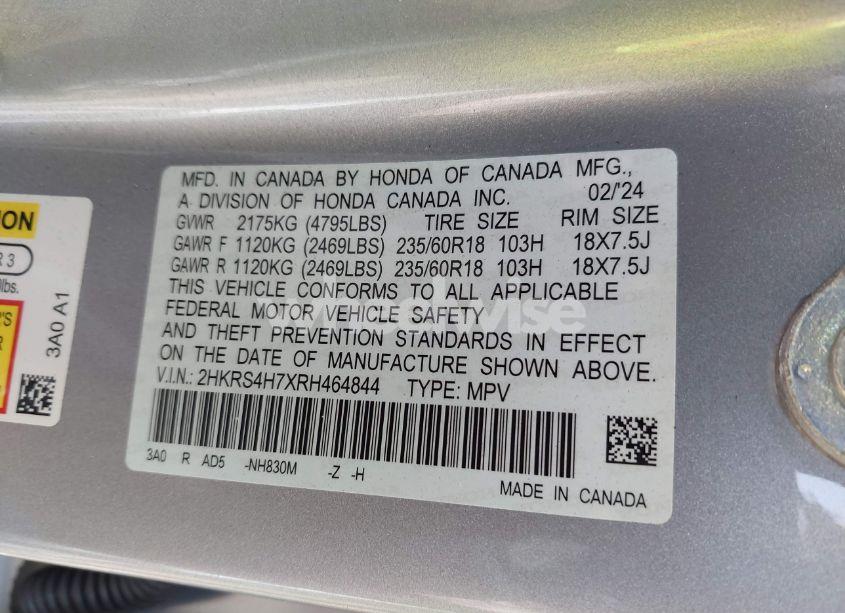 MFD. IN CANADA BY HONDA OF CANADA MFG.,
A DIVISION OF HONDA CANADA INC. 02/'24
GVWR 2175KG (4795LBS) TIRE SIZE RIM SIZE
GAWR F 1120KG (2469LBS) 235/60R18 103H 18X7.5J
GAWR R 1120KG (2469LBS) 235/60R18 103H 18X7.5J
THIS VEHICLE CONFORMS TO ALL APPLICABLE
FEDERAL MOTOR VEHICLE SAFETY
AND THEFT PREVENTION STANDARDS IN EFFECT
ON THE DATE OF MANUFACTURE SHOWN ABOVE.
V.I.N.: 2HKRS4H7XRH464844 TYPE: MPV
3A0 R AD5 -NH830M -Z -H
MADE IN CANADA
3A0 A1
R 3
lbs.